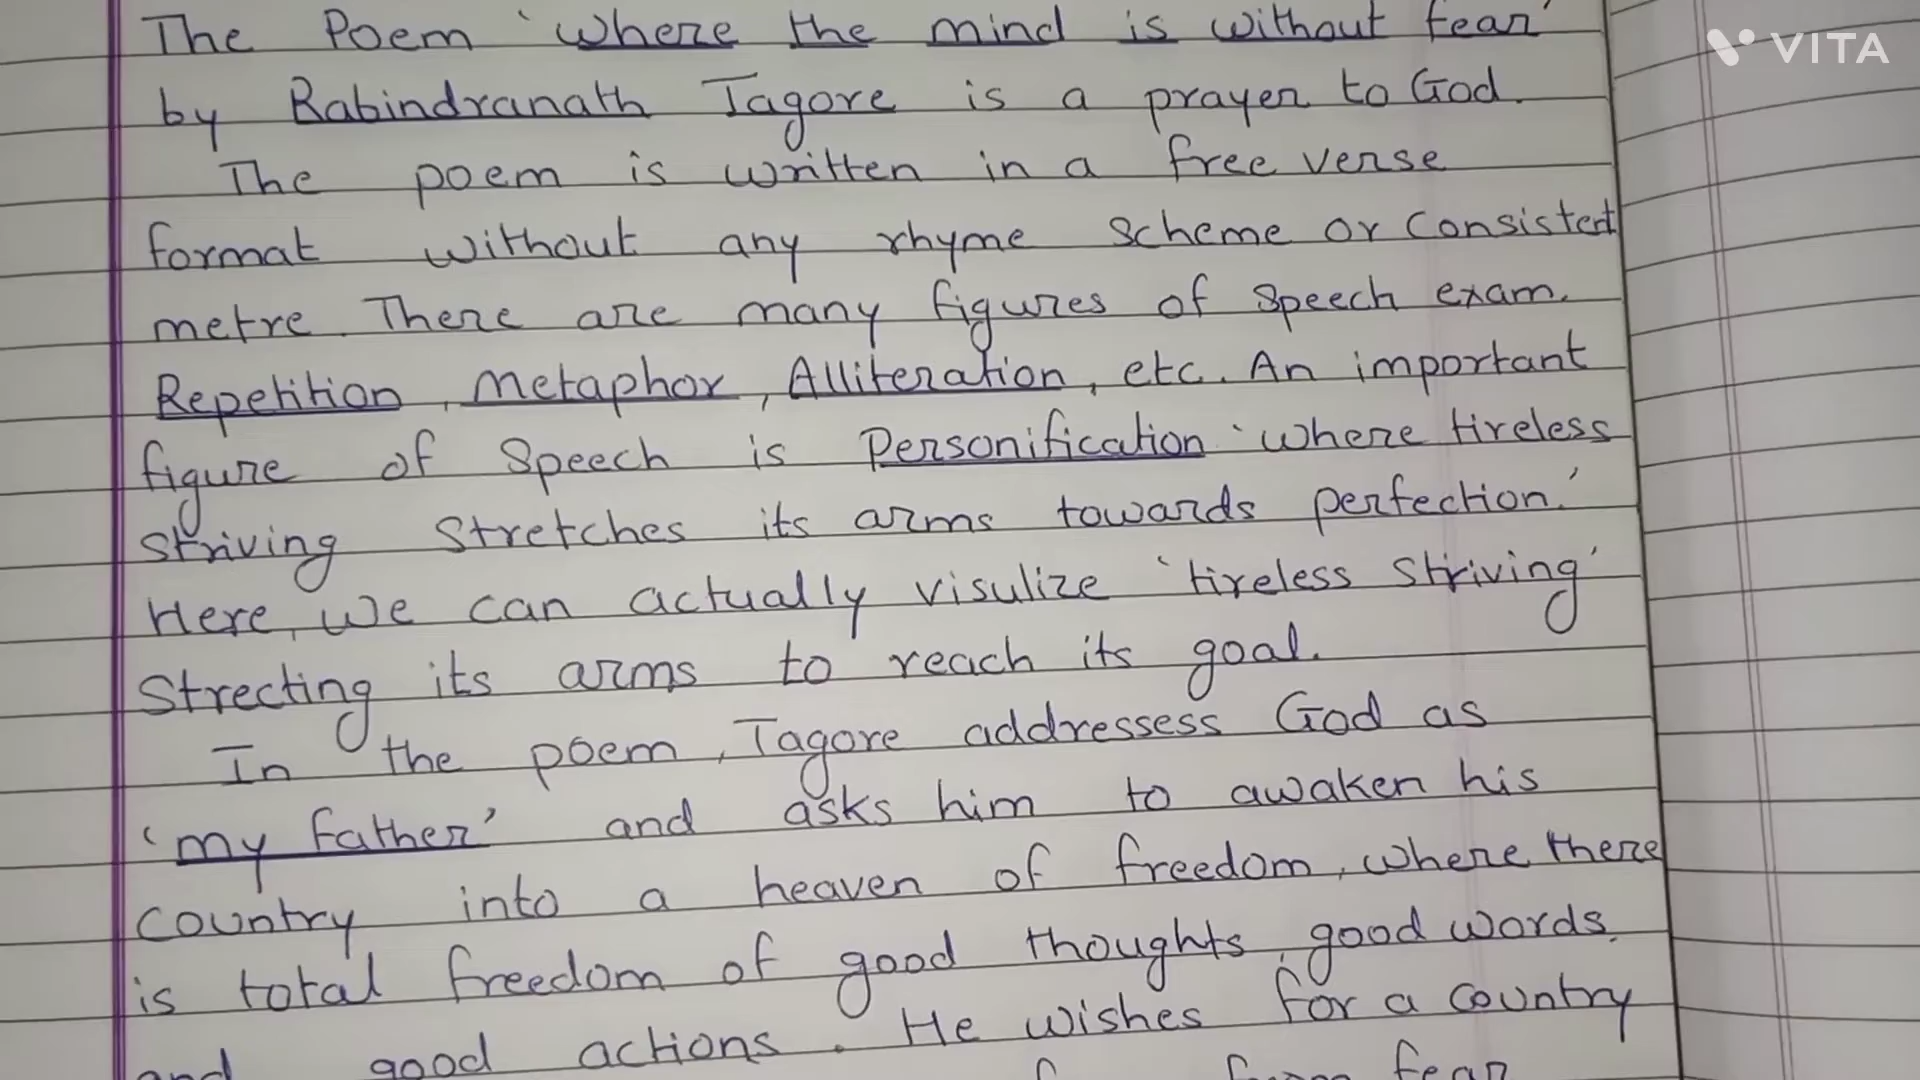 The Poem 'where the mind is without fear'
by Rabindranath Tagore is a prayer to God.
The poem is written in a free verse
format without any rhyme scheme or consistent
metre. There are many figures of speech exam.
Repetition, Metaphor, Alliteration, etc. An important
figure of speech is Personification 'where tireless
striving stretches its arms towards perfection.'
Here, we can actually visulize 'tireless striving'
Strecting its arms to reach its goal.
In the poem, Tagore addressess God as
'my father' and asks him to awaken his
country into a heaven of freedom, where there
is total freedom of good thoughts, good words,
and good actions. He wishes for a country
from fear
VITA